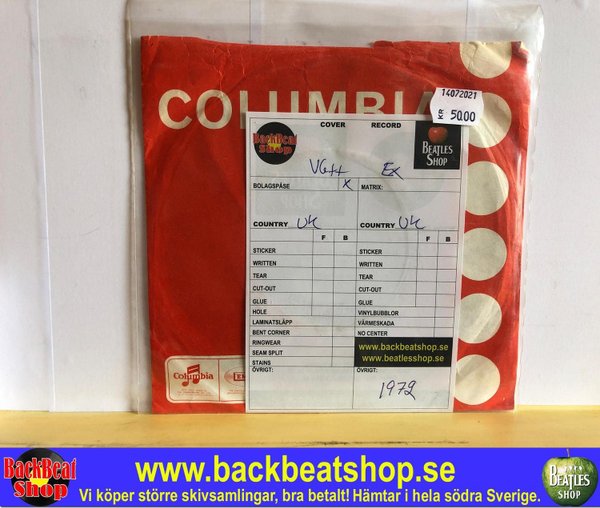 14072021
KR 50.00
COLUMBIA
COVER RECORD
BackBeat Shop
BEATLES SHOP
VG++ Ex
BOLAGSPÅSE X MATRIX:
COUNTRY UK COUNTRY UK
F B F B
STICKER STICKER
WRITTEN WRITTEN
TEAR TEAR
CUT-OUT CUT-OUT
GLUE GLUE
HOLE VINYLBUBBLOR
LAMINATSLÄPP VÄRMESKADA
BENT CORNER NO CENTER
RINGWEAR www.backbeatshop.se
SEAM SPLIT www.beatlesshop.se
STAINS
ÖVRIGT: ÖVRIGT:
1972
Columbia
BackBeat Shop
www.backbeatshop.se
Vi köper större skivsamlingar, bra betalt! Hämtar i hela södra Sverige.
BEATLES SHOP